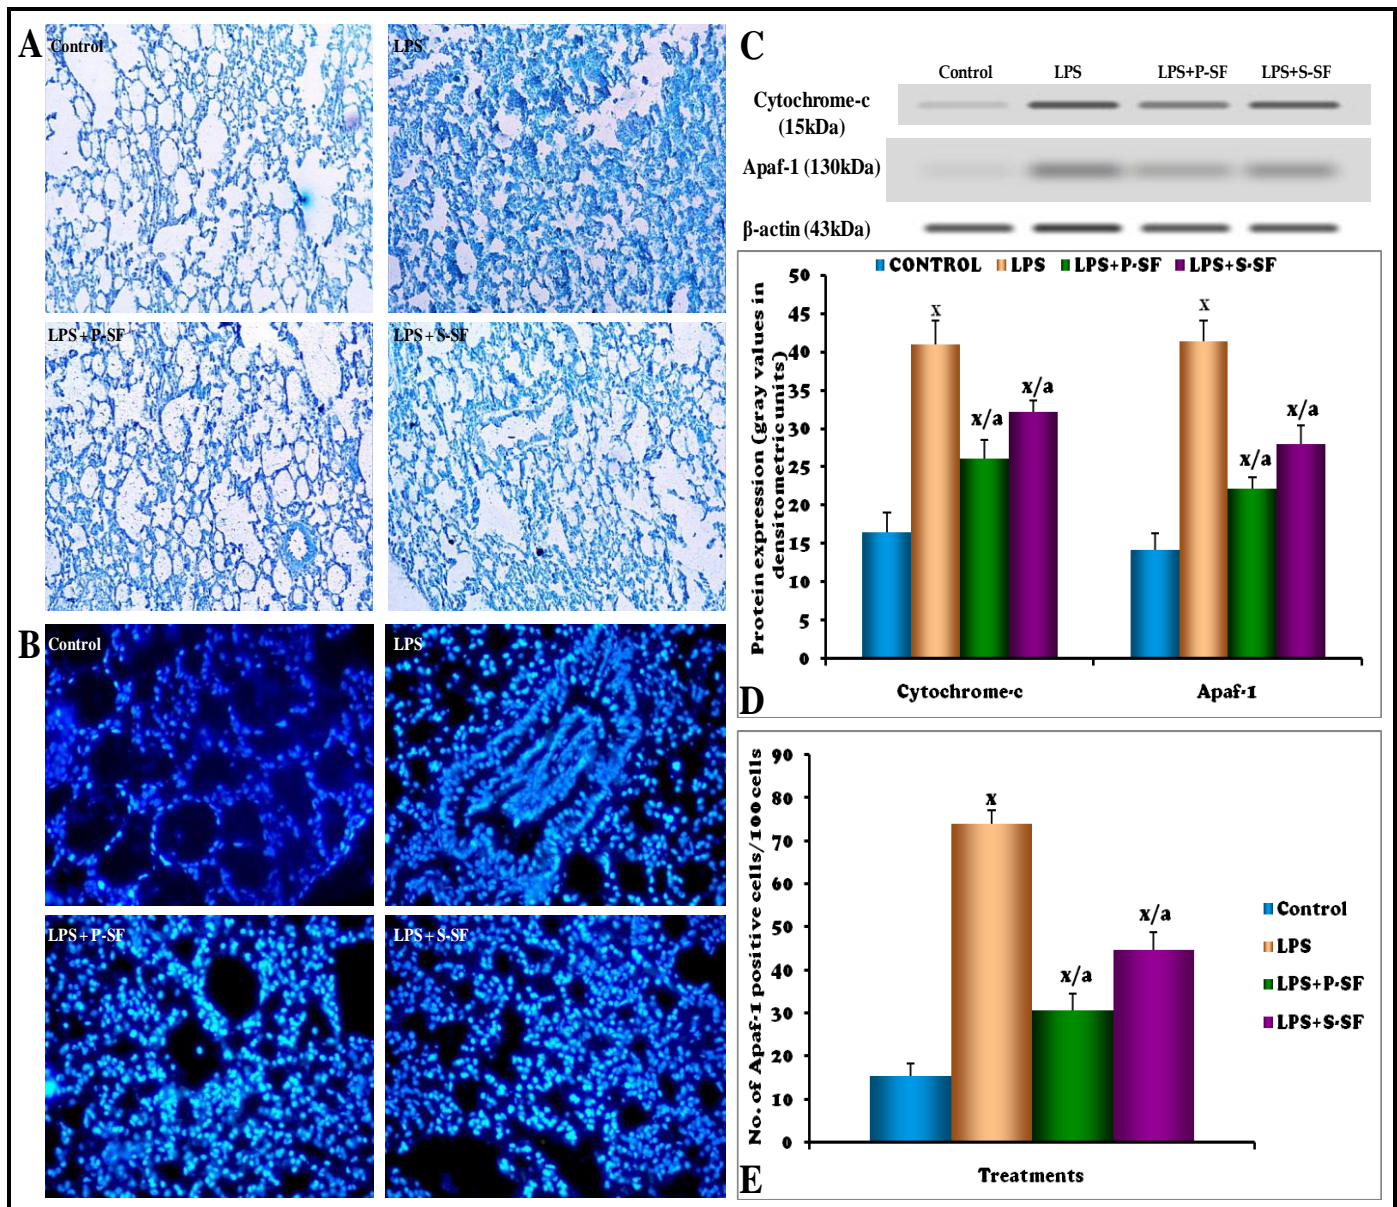 A
Control
LPS
LPS + P-SF
LPS + S-SF
B
Control
LPS
LPS + P-SF
LPS + S-SF
C
Control LPS LPS+P-SF LPS+S-SF
Cytochrome-c
(15kDa)
Apaf-1 (130kDa)
β-actin (43kDa)
CONTROL LPS LPS+P-SF LPS+S-SF
Protein expression (gray values in
densitometric units)
50
45
40
35
30
25
20
15
10
5
0
x
x/a
x/a
x
x/a
x/a
Cytochrome-c Apaf-1
D
No. of Apaf-1 positive cells/100 cells
90
80
70
60
50
40
30
20
10
0
x
x/a
x/a
Control
LPS
LPS+P-SF
LPS+S-SF
Treatments
E